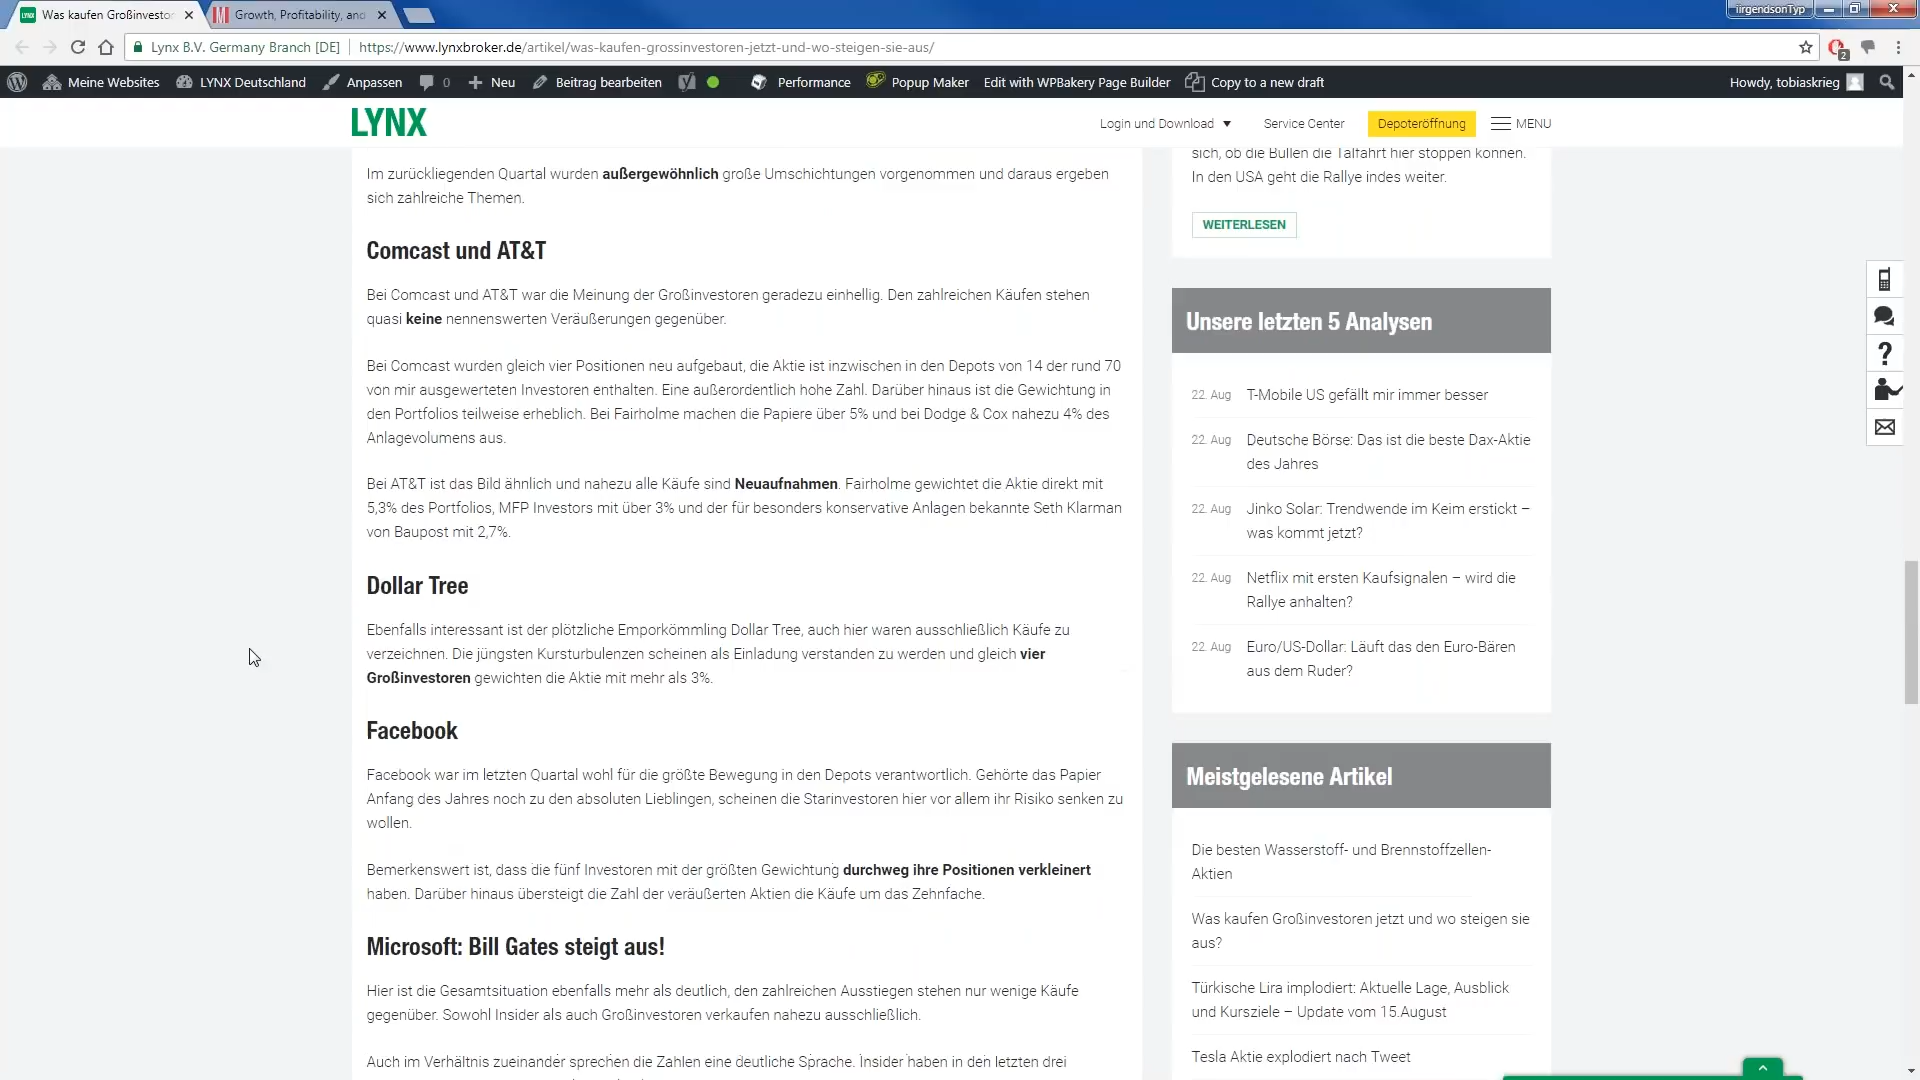 Was kaufen Großinvestor
Growth, Profitability, and
iirgendsonTyp
Lynx B.V. Germany Branch [DE]
https://www.lynxbroker.de/artikel/was-kaufen-grossinvestoren-jetzt-und-wo-steigen-sie-aus/
2
Meine Websites
LYNX Deutschland
Anpassen
0
Neu
Beitrag bearbeiten
Performance
Popup Maker
Edit with WPBakery Page Builder
Copy to a new draft
Howdy, tobiaskrieg
LYNX
Login und Download
Service Center
Depoteröffnung
MENU
Im zurückliegenden Quartal wurden außergewöhnlich große Umschichtungen vorgenommen und daraus ergeben
sich zahlreiche Themen.
Comcast und AT&T
Bei Comcast und AT&T war die Meinung der Großinvestoren geradezu einhellig. Den zahlreichen Käufen stehen
quasi keine nennenswerten Veräußerungen gegenüber.
Bei Comcast wurden gleich vier Positionen neu aufgebaut, die Aktie ist inzwischen in den Depots von 14 der rund 70
von mir ausgewerteten Investoren enthalten. Eine außerordentlich hohe Zahl. Darüber hinaus ist die Gewichtung in
den Portfolios teilweise erheblich. Bei Fairholme machen die Papiere über 5% und bei Dodge & Cox nahezu 4% des
Anlagevolumens aus.
Bei AT&T ist das Bild ähnlich und nahezu alle Käufe sind Neuaufnahmen. Fairholme gewichtet die Aktie direkt mit
5,3% des Portfolios, MFP Investors mit über 3% und der für besonders konservative Anlagen bekannte Seth Klarman
von Baupost mit 2,7%.
Dollar Tree
Ebenfalls interessant ist der plötzliche Emporkömmling Dollar Tree, auch hier waren ausschließlich Käufe zu
verzeichnen. Die jüngsten Kursturbulenzen scheinen als Einladung verstanden zu werden und gleich vier
Großinvestoren gewichten die Aktie mit mehr als 3%.
Facebook
Facebook war im letzten Quartal wohl für die größte Bewegung in den Depots verantwortlich. Gehörte das Papier
Anfang des Jahres noch zu den absoluten Lieblingen, scheinen die Starinvestoren hier vor allem ihr Risiko senken zu
wollen.
Bemerkenswert ist, dass die fünf Investoren mit der größten Gewichtung durchweg ihre Positionen verkleinert
haben. Darüber hinaus übersteigt die Zahl der veräußerten Aktien die Käufe um das Zehnfache.
Microsoft: Bill Gates steigt aus!
Hier ist die Gesamtsituation ebenfalls mehr als deutlich, den zahlreichen Ausstiegen stehen nur wenige Käufe
gegenüber. Sowohl Insider als auch Großinvestoren verkaufen nahezu ausschließlich.
Auch im Verhältnis zueinander sprechen die Zahlen eine deutliche Sprache. Insider haben in den letzten drei
sich, ob die Bullen die Talfahrt hier stoppen können.
In den USA geht die Rallye indes weiter.
WEITERLESEN
Unsere letzten 5 Analysen
22. Aug T-Mobile US gefällt mir immer besser
22. Aug Deutsche Börse: Das ist die beste Dax-Aktie
des Jahres
22. Aug Jinko Solar: Trendwende im Keim erstickt –
was kommt jetzt?
22. Aug Netflix mit ersten Kaufsignalen – wird die
Rallye anhalten?
22. Aug Euro/US-Dollar: Läuft das den Euro-Bären
aus dem Ruder?
Meistgelesene Artikel
Die besten Wasserstoff- und Brennstoffzellen-
Aktien
Was kaufen Großinvestoren jetzt und wo steigen sie
aus?
Türkische Lira implodiert: Aktuelle Lage, Ausblick
und Kursziele – Update vom 15.August
Tesla Aktie explodiert nach Tweet